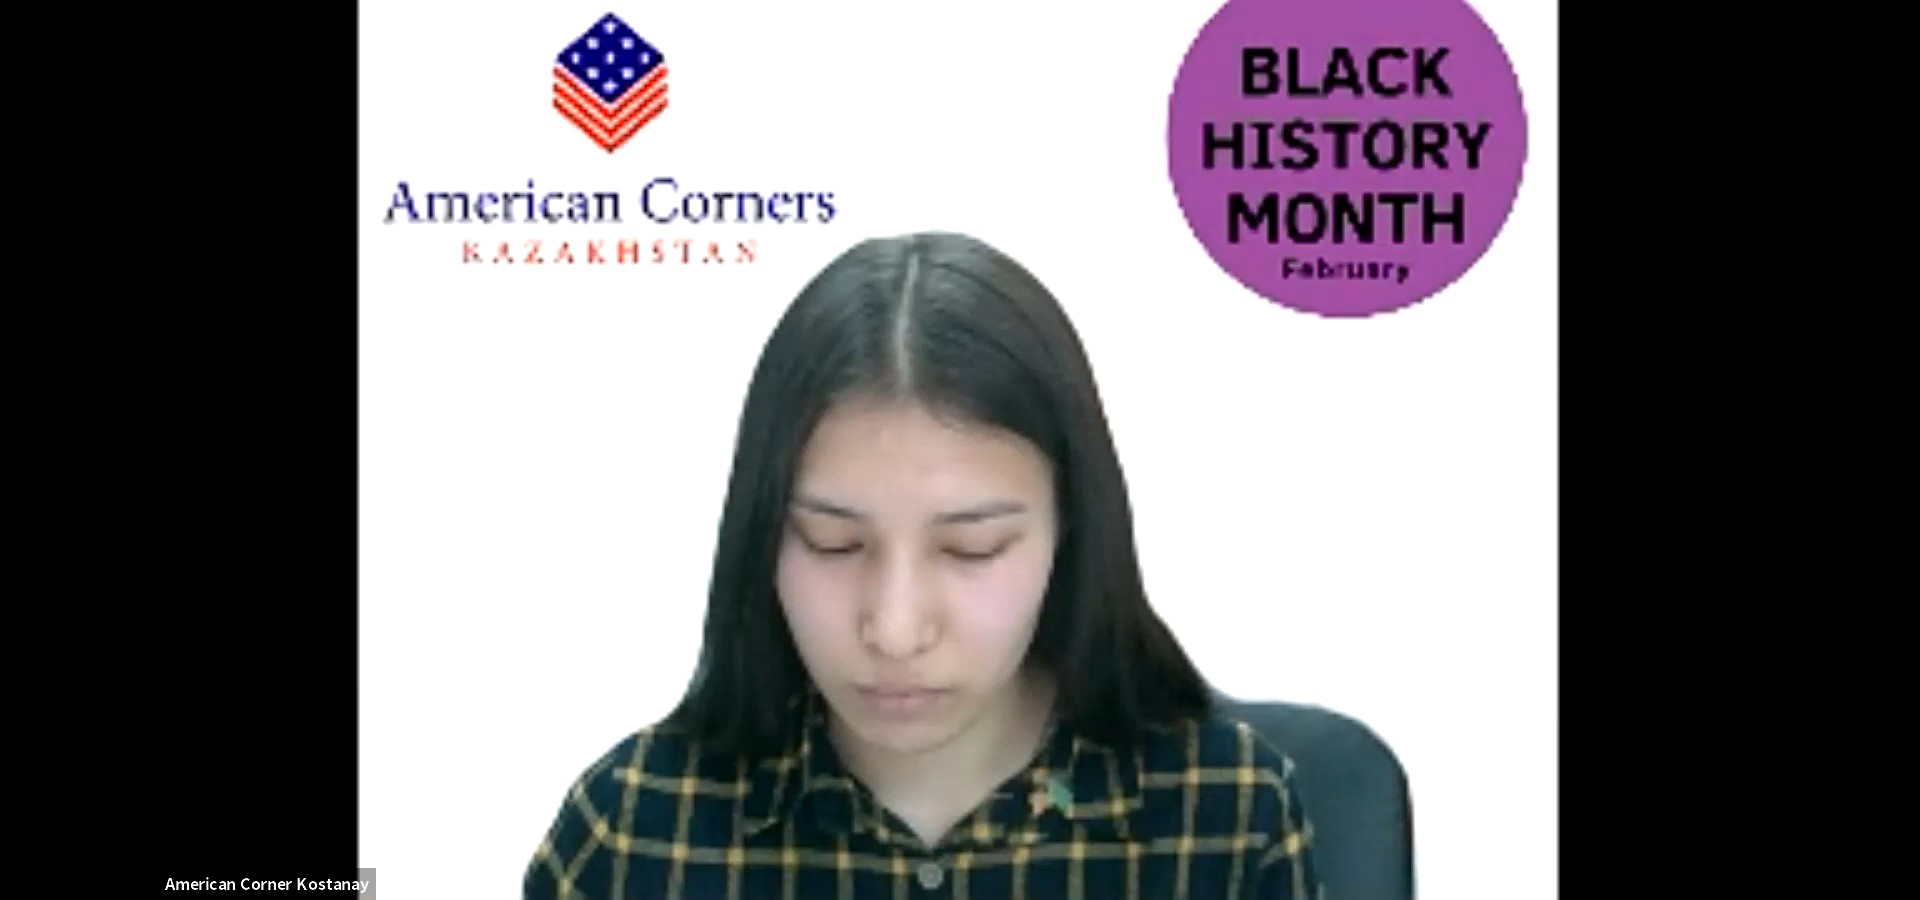 American Corners
KAZAKHSTAN
BLACK
HISTORY
MONTH
February
American Corner Kostanay